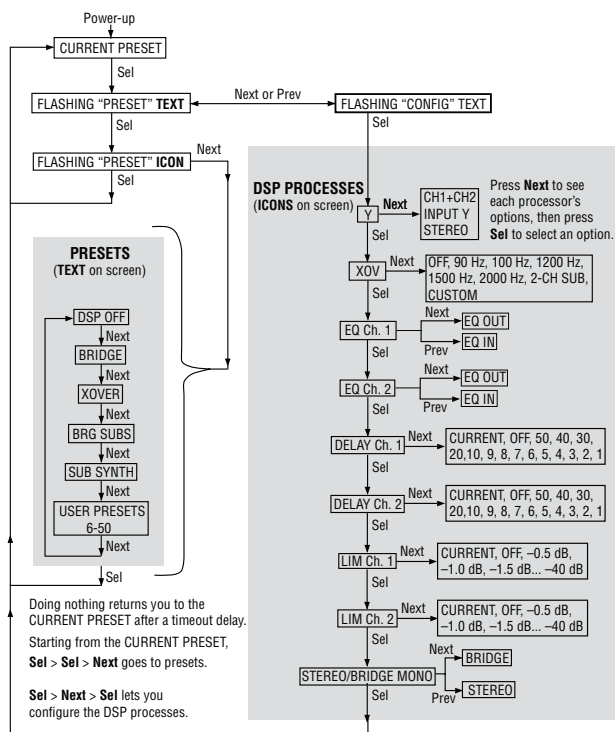 Power-up
CURRENT PRESET
Sel
FLASHING “PRESET” TEXT
Next or Prev
FLASHING “CONFIG” TEXT
Sel
Sel
FLASHING “PRESET” ICON
Next
Sel
PRESETS
(TEXT on screen)
DSP OFF
Next
BRIDGE
Next
XOVER
Next
BRG SUBS
Next
SUB SYNTH
Next
USER PRESETS
6-50
Next
Sel
Doing nothing returns you to the
CURRENT PRESET after a timeout delay.
Starting from the CURRENT PRESET,
Sel > Sel > Next goes to presets.
Sel > Next > Sel lets you
configure the DSP processes.
DSP PROCESSES
(ICONS on screen)
Press Next to see
each processor’s
options, then press
Sel to select an option.
Y
Next
CH1+CH2
INPUT Y
STEREO
Sel
XOV
Next
OFF, 90 Hz, 100 Hz, 1200 Hz,
1500 Hz, 2000 Hz, 2-CH SUB,
CUSTOM
Sel
EQ Ch. 1
Next
EQ OUT
Prev
EQ IN
Sel
EQ Ch. 2
Next
EQ OUT
Prev
EQ IN
Sel
DELAY Ch. 1
Next
CURRENT, OFF, 50, 40, 30,
20,10, 9, 8, 7, 6, 5, 4, 3, 2, 1
Sel
DELAY Ch. 2
Next
CURRENT, OFF, 50, 40, 30,
20,10, 9, 8, 7, 6, 5, 4, 3, 2, 1
Sel
LIM Ch. 1
Next
CURRENT, OFF, –0.5 dB,
–1.0 dB, –1.5 dB... –40 dB
Sel
LIM Ch. 2
Next
CURRENT, OFF, –0.5 dB,
–1.0 dB, –1.5 dB... –40 dB
Sel
STEREO/BRIDGE MONO
Next
BRIDGE
Prev
STEREO
Sel